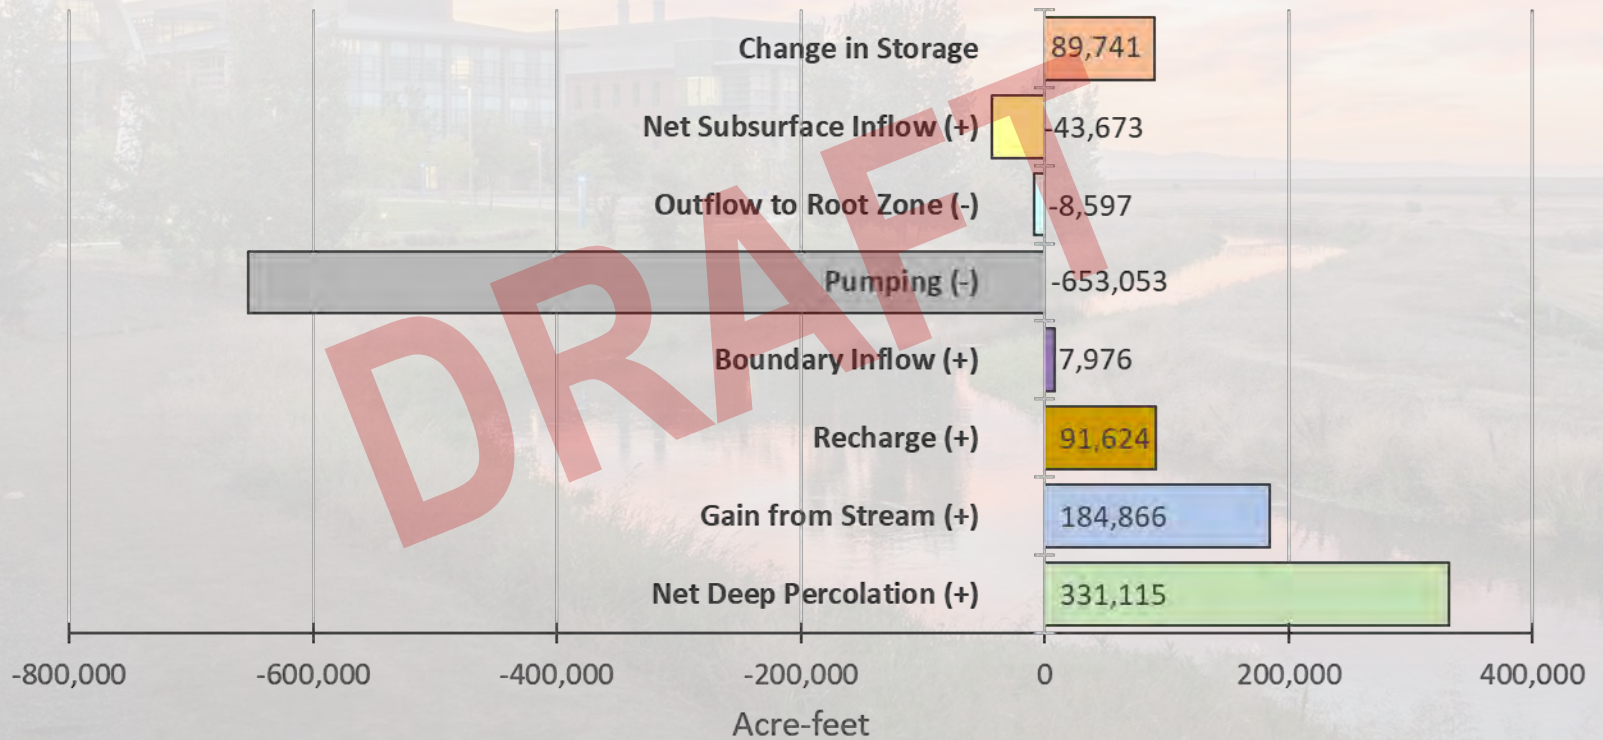 Change in Storage 89,741
Net Subsurface Inflow (+) -43,673
Outflow to Root Zone (-) -8,597
Pumping (-) -653,053
Boundary Inflow (+) 7,976
Recharge (+) 91,624
Gain from Stream (+) 184,866
Net Deep Percolation (+) 331,115
-800,000 -600,000 -400,000 -200,000 0 200,000 400,000
Acre-feet
DRAFT